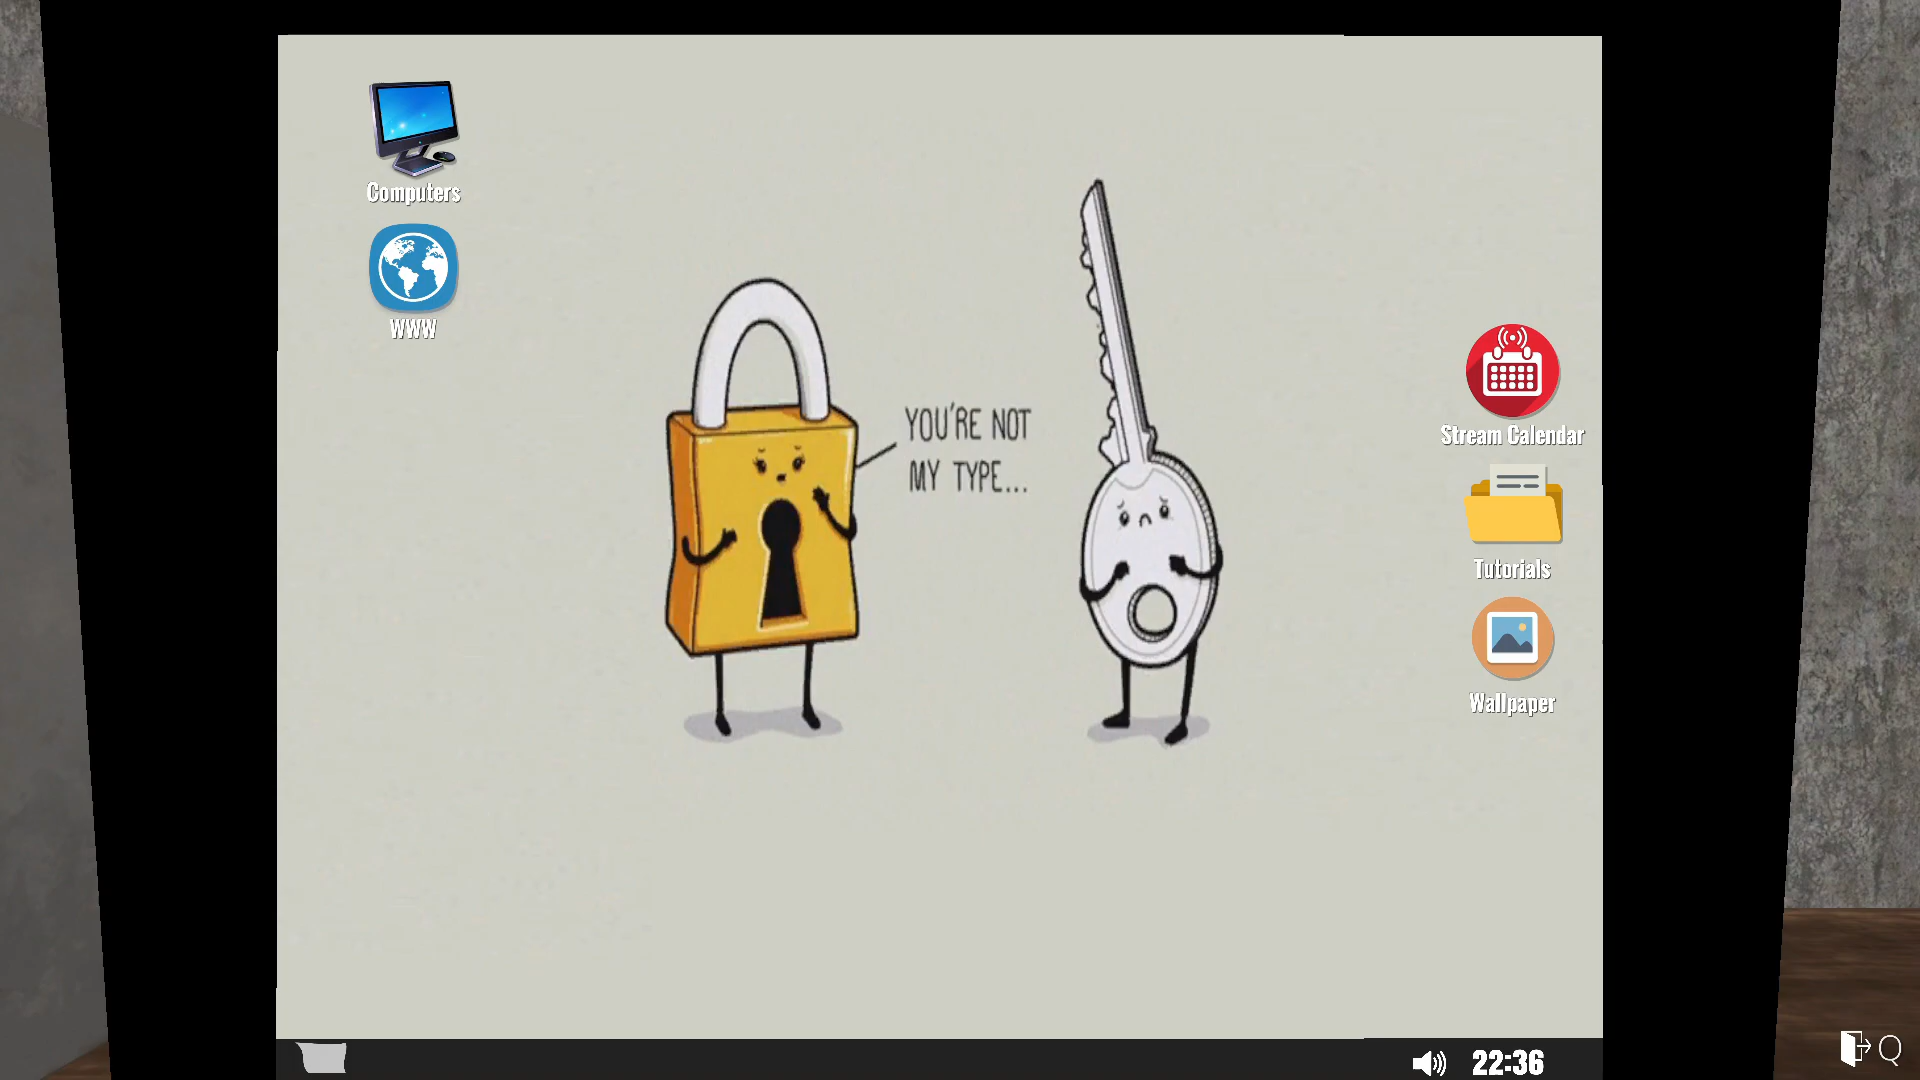 Computers
WWW
YOU'RE NOT
MY TYPE...
Stream Calendar
Tutorials
Wallpaper
22:36
Q